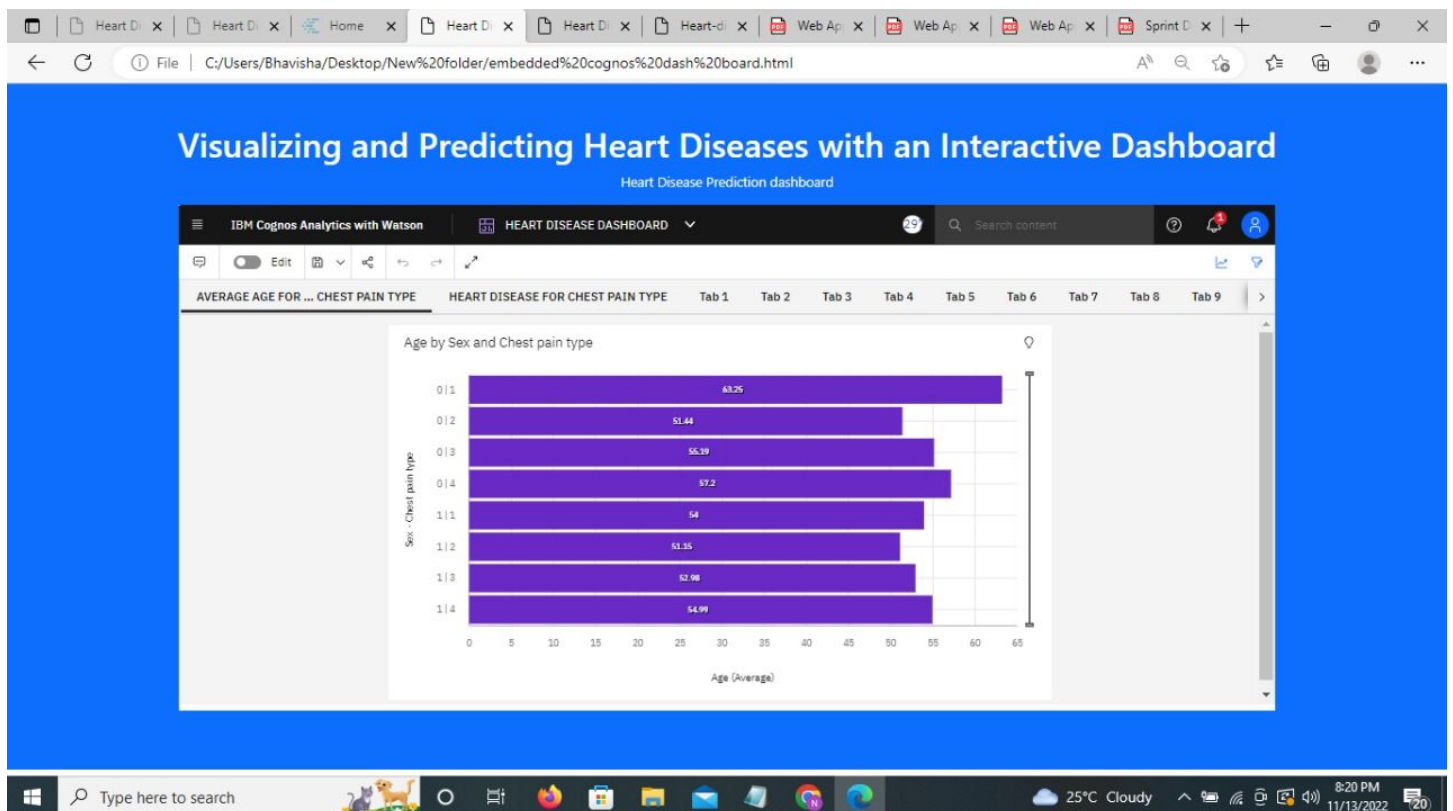 Heart Di Heart Di Home Heart Di Heart Di Heart-di Web Ap Web Ap Web Ap Sprint D
File C:/Users/Bhavisha/Desktop/New%20folder/embedded%20cognos%20dash%20board.html
Visualizing and Predicting Heart Diseases with an Interactive Dashboard
Heart Disease Prediction dashboard
IBM Cognos Analytics with Watson HEART DISEASE DASHBOARD 29 Search content 1
Edit
AVERAGE AGE FOR ... CHEST PAIN TYPE HEART DISEASE FOR CHEST PAIN TYPE Tab 1 Tab 2 Tab 3 Tab 4 Tab 5 Tab 6 Tab 7 Tab 8 Tab 9
Age by Sex and Chest pain type
Sex - Chest pain type
0|1 63.25
0|2 51.44
0|3 55.19
0|4 57.2
1|1 54
1|2 51.15
1|3 52.98
1|4 54.99
0 5 10 15 20 25 30 35 40 45 50 55 60 65
Age (Average)
Type here to search 25°C Cloudy 8:20 PM
11/13/2022 20